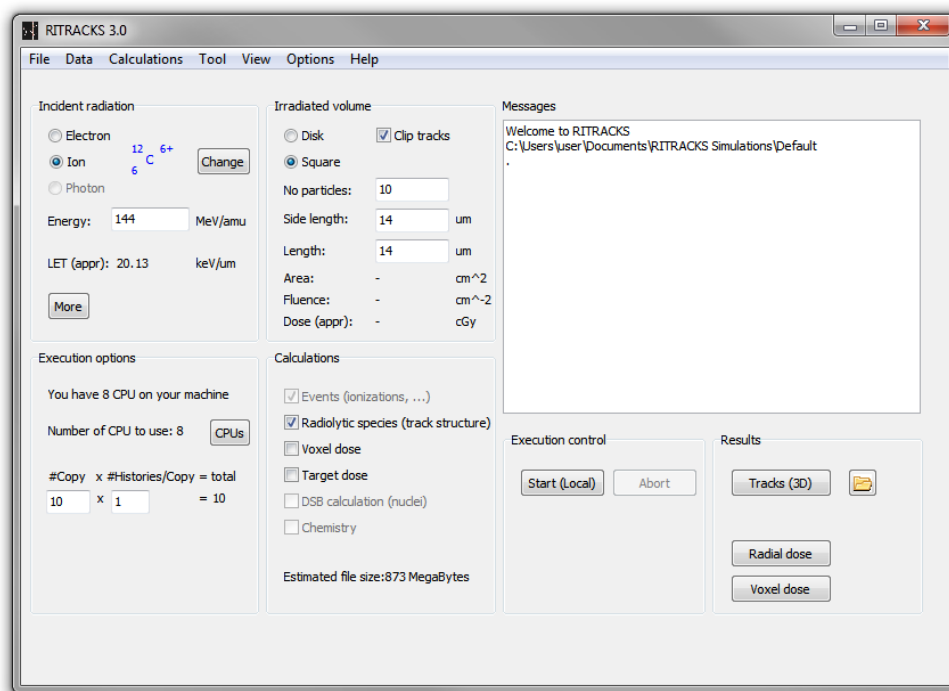 RITRACKS 3.0
File Data Calculations Tool View Options Help
Incident radiation
Electron
Ion
12 6+
C
6
Change
Photon
Energy: 144 MeV/amu
LET (appr): 20.13 keV/um
More
Irradiated volume
Disk
Clip tracks
Square
No particles: 10
Side length: 14 um
Length: 14 um
Area: - cm^2
Fluence: - cm^-2
Dose (appr): - cGy
Messages
Welcome to RITRACKS
C:\Users\user\Documents\RITRACKS Simulations\Default
.
Execution options
You have 8 CPU on your machine
Number of CPU to use: 8 CPUs
#Copy x #Histories/Copy = total
10 x 1 = 10
Calculations
Events (ionizations, ...)
Radiolytic species (track structure)
Voxel dose
Target dose
DSB calculation (nuclei)
Chemistry
Estimated file size:873 MegaBytes
Execution control
Start (Local) Abort
Results
Tracks (3D)
Radial dose
Voxel dose